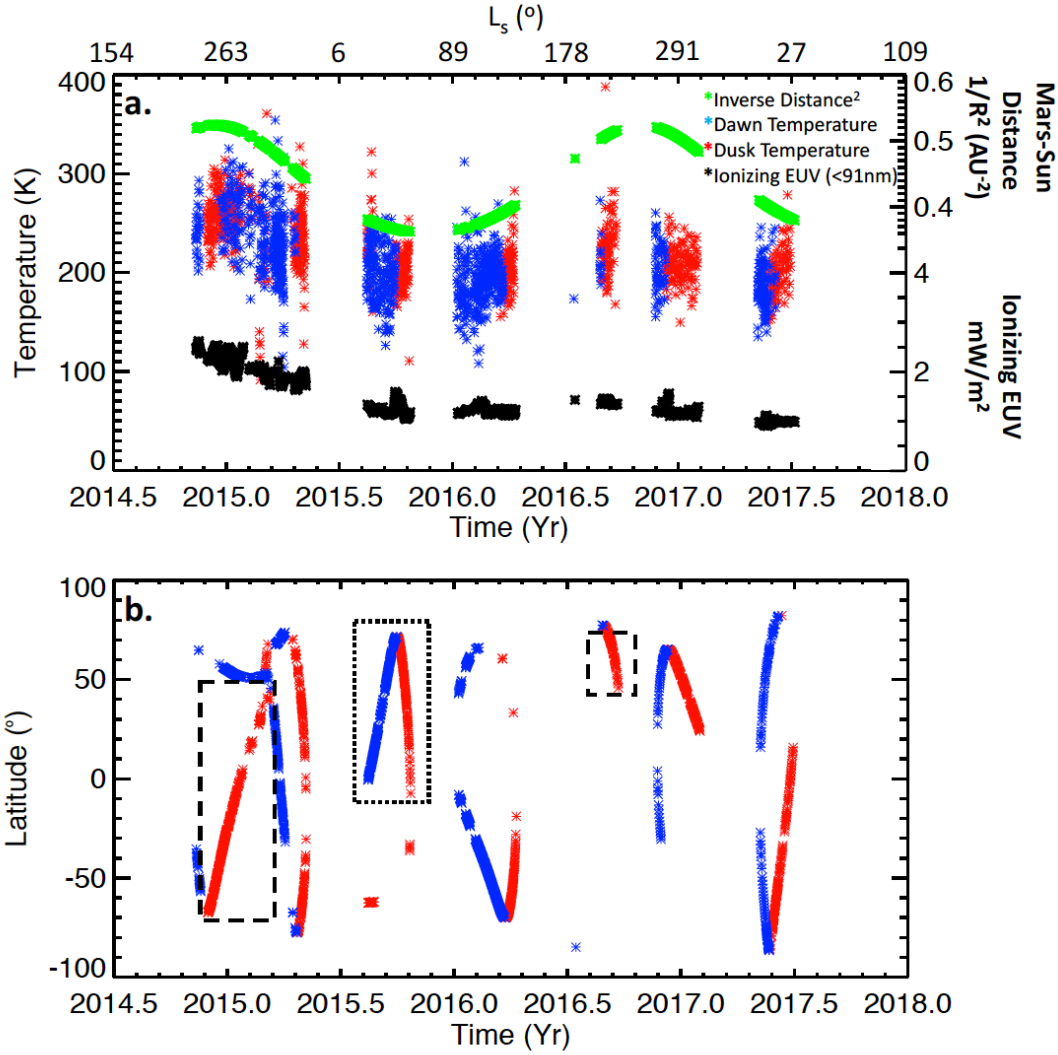 Ls (o)
154 263 6 89 178 291 27 109
a.
400
300
200
100
0
Temperature (K)
*Inverse Distance2
*Dawn Temperature
*Dusk Temperature
*Ionizing EUV (<91nm)
0.6
0.5
0.4
4
2
0
Mars-Sun
Distance
1/R2 (AU-2)
Ionizing EUV
mW/m2
2014.5 2015.0 2015.5 2016.0 2016.5 2017.0 2017.5 2018.0
Time (Yr)
b.
100
50
0
-50
-100
Latitude (°)
2014.5 2015.0 2015.5 2016.0 2016.5 2017.0 2017.5 2018.0
Time (Yr)